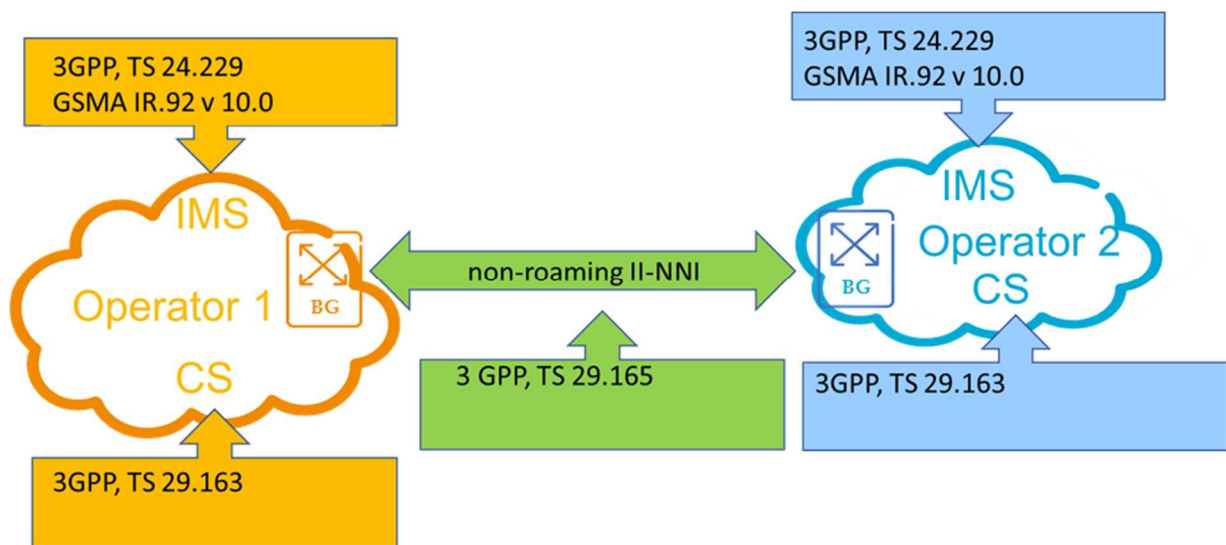 3GPP, TS 24.229
GSMA IR.92 v 10.0
3GPP, TS 24.229
GSMA IR.92 v 10.0
IMS
Operator 1
CS
BG
non-roaming II-NNI
IMS
Operator 2
CS
BG
3 GPP, TS 29.165
3GPP, TS 29.163
3GPP, TS 29.163